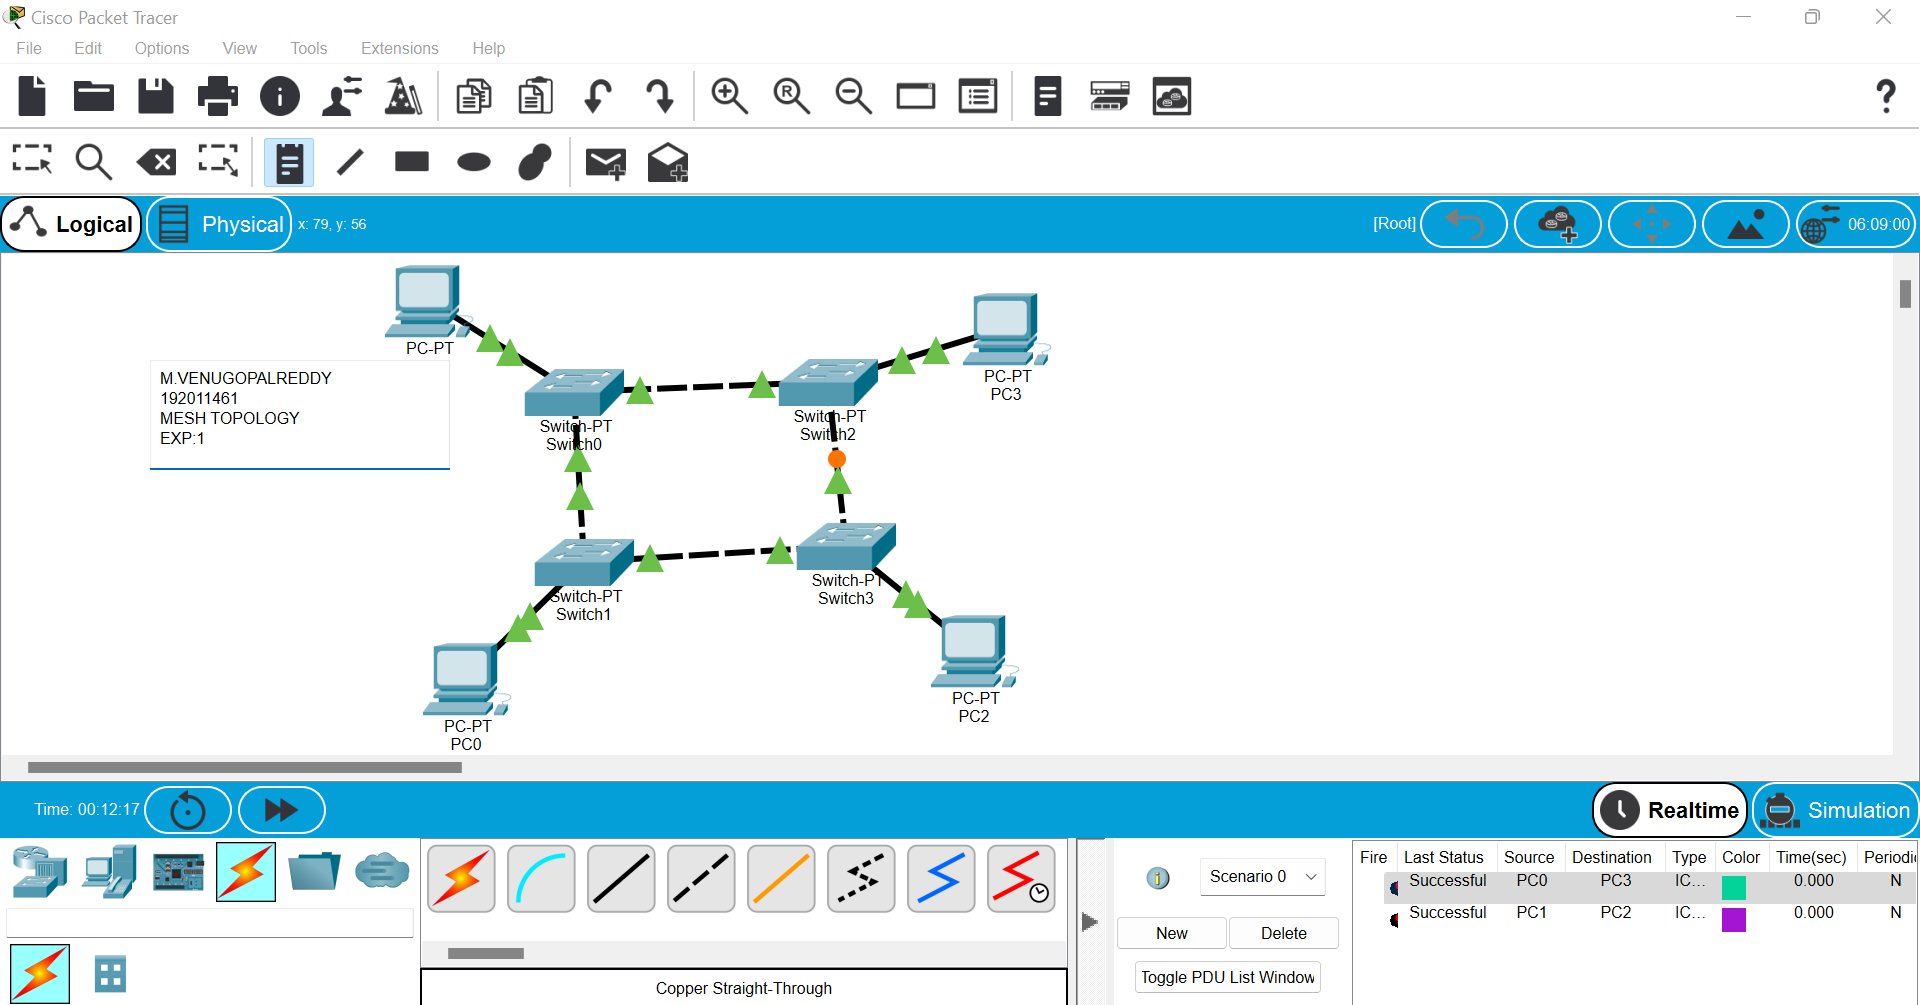 Cisco Packet Tracer
File Edit Options View Tools Extensions Help
Logical Physical x: 79, y: 56 [Root] 06:09:00
PC-PT
M.VENUGOPALREDDY
192011461
MESH TOPOLOGY
EXP:1
Switch-PT
Switch0
Switch-PT
Switch2
PC-PT
PC3
Switch-PT
Switch1
Switch-PT
Switch3
PC-PT
PC0
PC-PT
PC2
Time: 00:12:17 Realtime Simulation
Scenario 0
New Delete
Toggle PDU List Window
Copper Straight-Through
Fire Last Status Source Destination Type Color Time(sec) Periodic
Successful PC0 PC3 IC... 0.000 N
Successful PC1 PC2 IC... 0.000 N